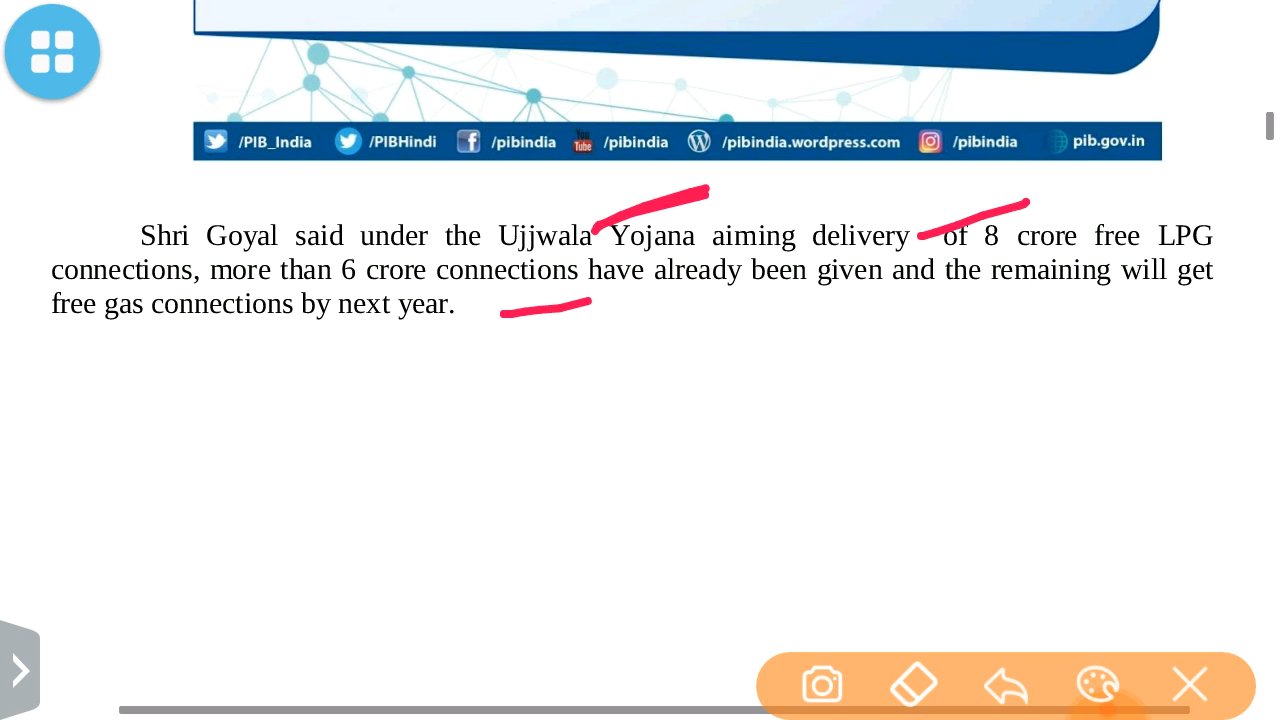 /PIB_India /PIBHindi /pibindia You Tube /pibindia /pibindia.wordpress.com /pibindia pib.gov.in
Shri Goyal said under the Ujjwala Yojana aiming delivery of 8 crore free LPG
connections, more than 6 crore connections have already been given and the remaining will get
free gas connections by next year.